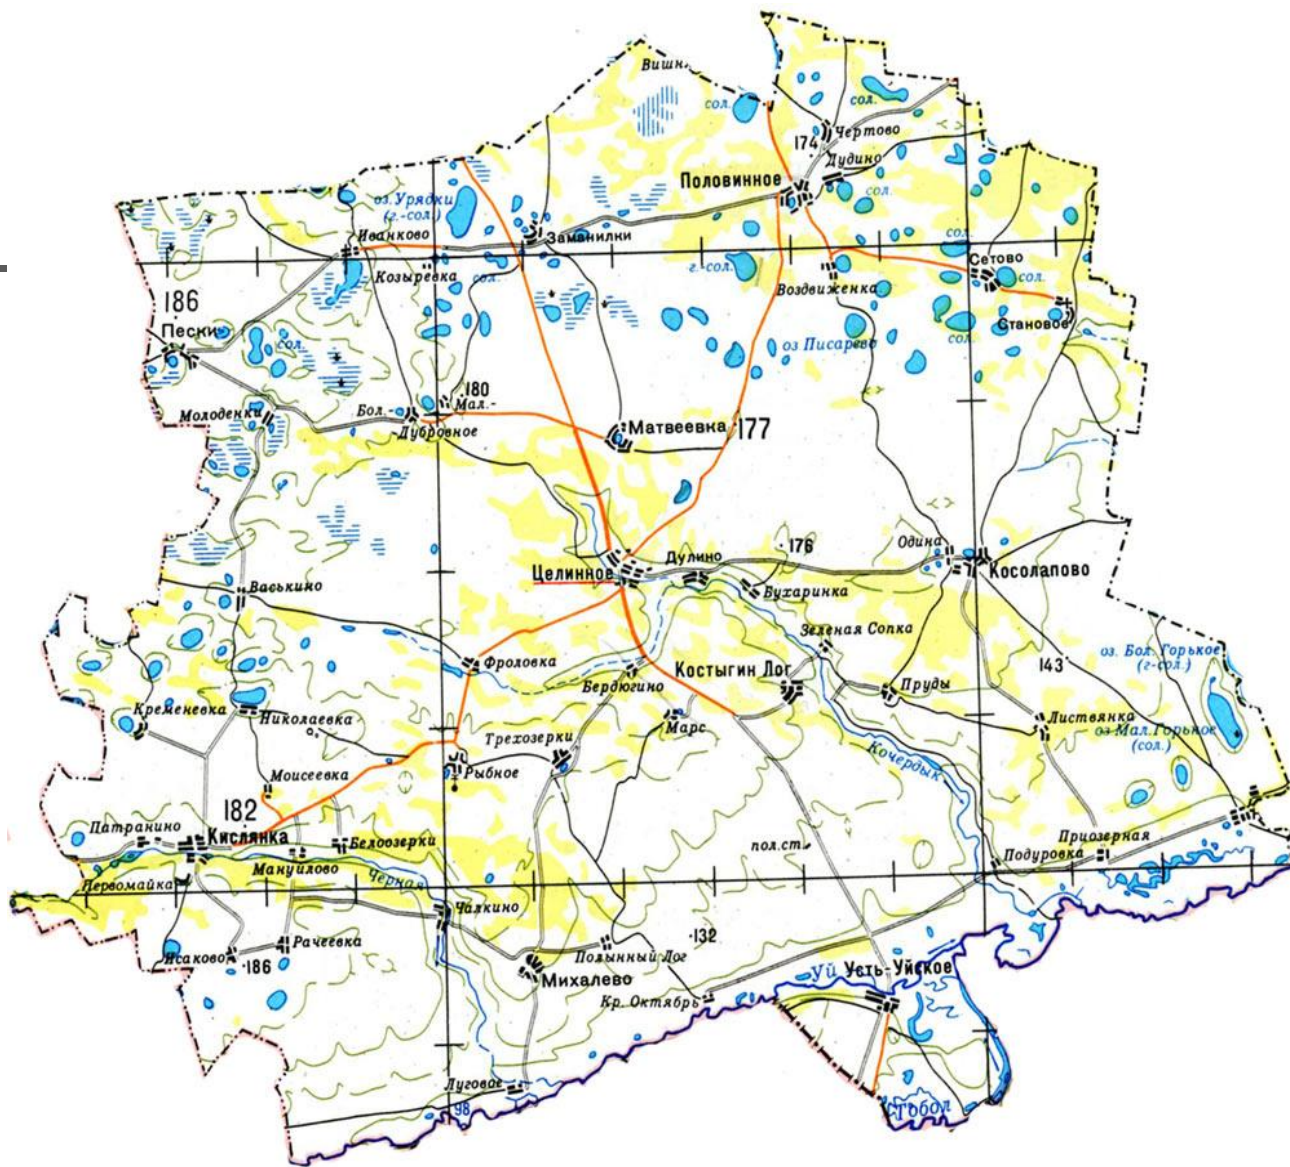 сол.
сол.
Чертово
174
Дудино
Половинное
сол.
оз. Урядки
(г.-сол.)
Иванково
Заманилки
сол.
Козыревка
сол.
г.-сол.
Воздвиженка
Сетово
сол.
186
Пески
сол.
оз Писарево
сол.
Становое
180
Бол.-
Мал.-
Молоденки
Дубровное
Матвеевка
177
Целинное
Дулино
176
Одина
Косолапово
Васькино
Бухаринка
Зеленая Сопка
оз. Бол. Горькое
(г-сол.)
Фроловка
Бердюгино
Костыгин Лог
143
Пруды
Кременевка
Николаевка
Марс
Листвянка
оз Мал.Горькое
(сол.)
Трехозерки
Кочердык
Рыбное
Моисеевка
182
Патранино
Кислянка
Белоозерки
пол.ст.
Приозерная
Подуровка
Мануилово
Черная
Первомайка
Чалкино
132
Рачеевка
Исаково
186
Полынный Лог
Михалево
Уй
Усть-Уйское
Кр. Октябрь
Луговое
98
Тобол